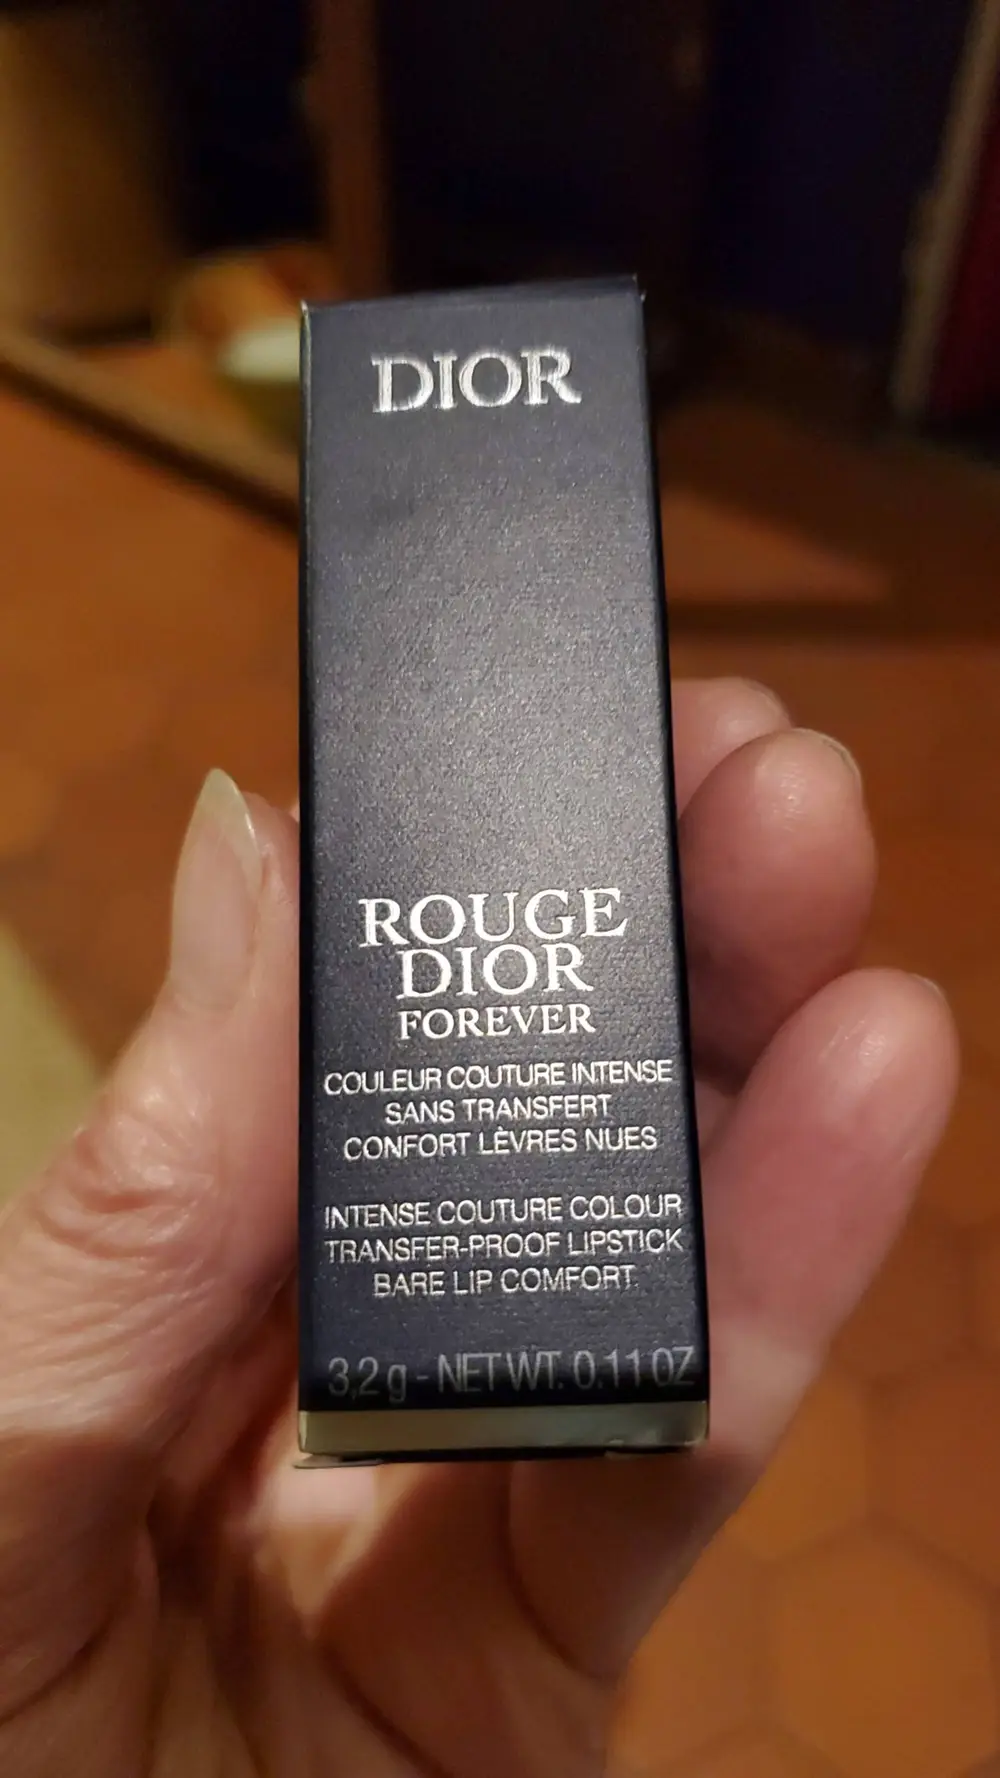 DIOR
ROUGE
DIOR
FOREVER
COULEUR COUTURE INTENSE
SANS TRANSFERT
CONFORT LÈVRES NUES
INTENSE COUTURE COLOUR
TRANSFER-PROOF LIPSTICK
BARE LIP COMFORT
3,2 g - NET WT. 0.11 OZ